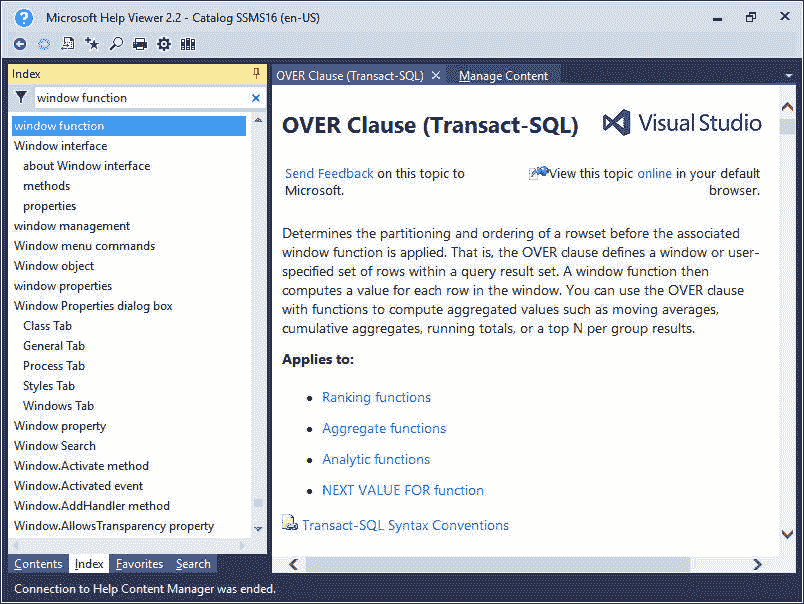 Microsoft Help Viewer 2.2 - Catalog SSMS16 (en-US)
Index
window function
window function
Window interface
about Window interface
methods
properties
window management
Window menu commands
Window object
window properties
Window Properties dialog box
Class Tab
General Tab
Process Tab
Styles Tab
Windows Tab
Window property
Window Search
Window.Activate method
Window.Activated event
Window.AddHandler method
Window.AllowsTransparency property
Contents Index Favorites Search
OVER Clause (Transact-SQL) Manage Content
OVER Clause (Transact-SQL) Visual Studio
Send Feedback on this topic to
Microsoft.
View this topic online in your default
browser.
Determines the partitioning and ordering of a rowset before the associated
window function is applied. That is, the OVER clause defines a window or user-
specified set of rows within a query result set. A window function then
computes a value for each row in the window. You can use the OVER clause
with functions to compute aggregated values such as moving averages,
cumulative aggregates, running totals, or a top N per group results.
Applies to:
• Ranking functions
• Aggregate functions
• Analytic functions
• NEXT VALUE FOR function
Transact-SQL Syntax Conventions
Connection to Help Content Manager was ended.